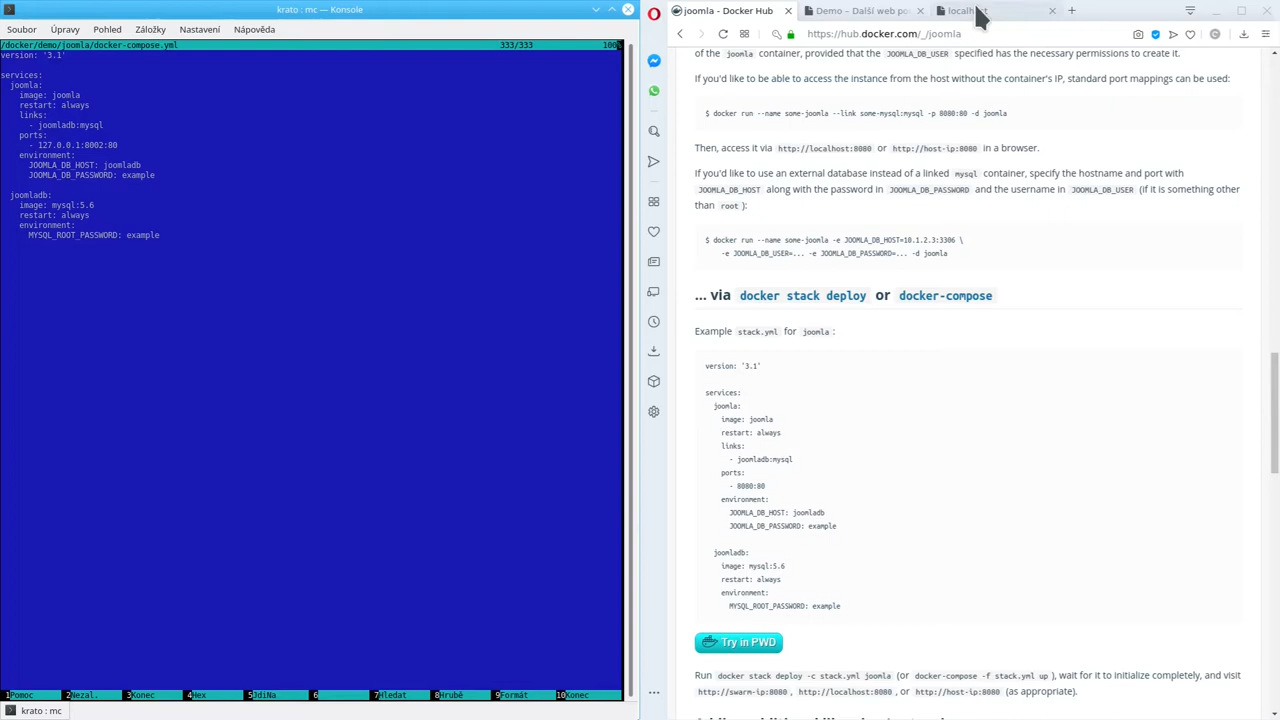 krato : mc — Konsole
Soubor Úpravy Pohled Záložky Nastavení Nápověda
/docker/demo/joomla/docker-compose.yml 333/333 100%
version: '3.1'
services:
joomla:
image: joomla
restart: always
links:
- joomladb:mysql
ports:
- 127.0.0.1:8002:80
environment:
JOOMLA_DB_HOST: joomladb
JOOMLA_DB_PASSWORD: example
joomladb:
image: mysql:5.6
restart: always
environment:
MYSQL_ROOT_PASSWORD: example
1Pomoc 2Nezal. 3Konec 4Hex 5JdiNa 6 7Hledat 8Hrubě 9Formát 10Konec
krato : mc
joomla - Docker Hub Demo – Další web po
https://hub.docker.com/_/joomla
of the joomla container, provided that the JOOMLA_DB_USER specified has the necessary permissions to create it.
If you'd like to be able to access the instance from the host without the container's IP, standard port mappings can be used:
$ docker run --name some-joomla --link some-mysql:mysql -p 8080:80 -d joomla
Then, access it via http://localhost:8080 or http://host-ip:8080 in a browser.
If you'd like to use an external database instead of a linked mysql container, specify the hostname and port with
JOOMLA_DB_HOST along with the password in JOOMLA_DB_PASSWORD and the username in JOOMLA_DB_USER (if it is something other
than root ):
$ docker run --name some-joomla -e JOOMLA_DB_HOST=10.1.2.3:3306 \
-e JOOMLA_DB_USER=... -e JOOMLA_DB_PASSWORD=... -d joomla
... via docker stack deploy or docker-compose
Example stack.yml for joomla :
version: '3.1'
services:
joomla:
image: joomla
restart: always
links:
- joomladb:mysql
ports:
- 8080:80
environment:
JOOMLA_DB_HOST: joomladb
JOOMLA_DB_PASSWORD: example
joomladb:
image: mysql:5.6
restart: always
environment:
MYSQL_ROOT_PASSWORD: example
Try in PWD
Run docker stack deploy -c stack.yml joomla (or docker-compose -f stack.yml up ), wait for it to initialize completely, and visit
http://swarm-ip:8080 , http://localhost:8080 , or http://host-ip:8080 (as appropriate).